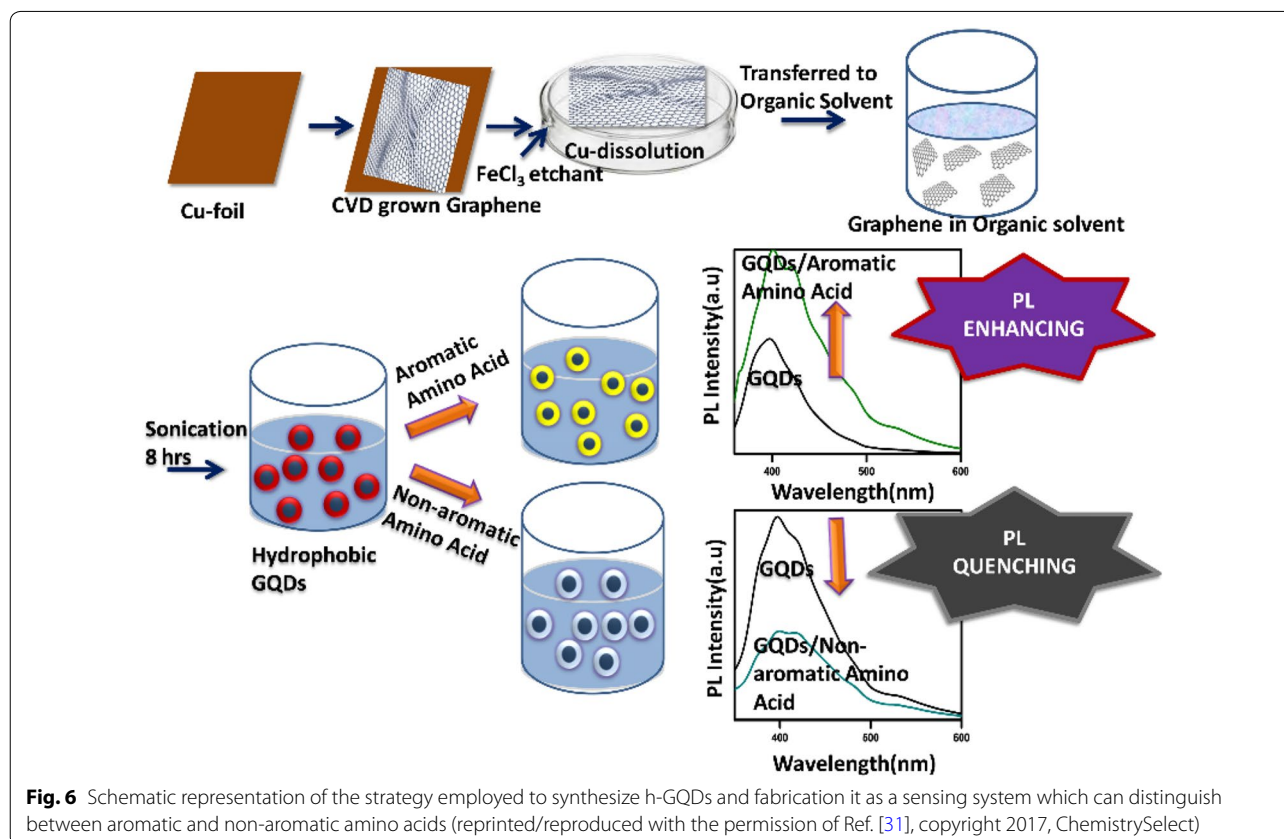 Transferred to
Organic Solvent
Cu-dissolution
FeCl3 etchant
Cu-foil
CVD grown Graphene
Graphene in Organic solvent
Sonication
8 hrs
Hydrophobic
GQDs
Aromatic
Amino Acid
Non-aromatic
Amino Acid
PL Intensity(a.u)
GQDs/Aromatic
Amino Acid
GQDs
400
500
600
Wavelength(nm)
PL
ENHANCING
PL Intensity(a.u)
GQDs
GQDs/Non-
aromatic Amino
Acid
400
500
600
Wavelength(nm)
PL
QUENCHING
Fig. 6 Schematic representation of the strategy employed to synthesize h-GQDs and fabrication it as a sensing system which can distinguish
between aromatic and non-aromatic amino acids (reprinted/reproduced with the permission of Ref. [31], copyright 2017, ChemistrySelect)